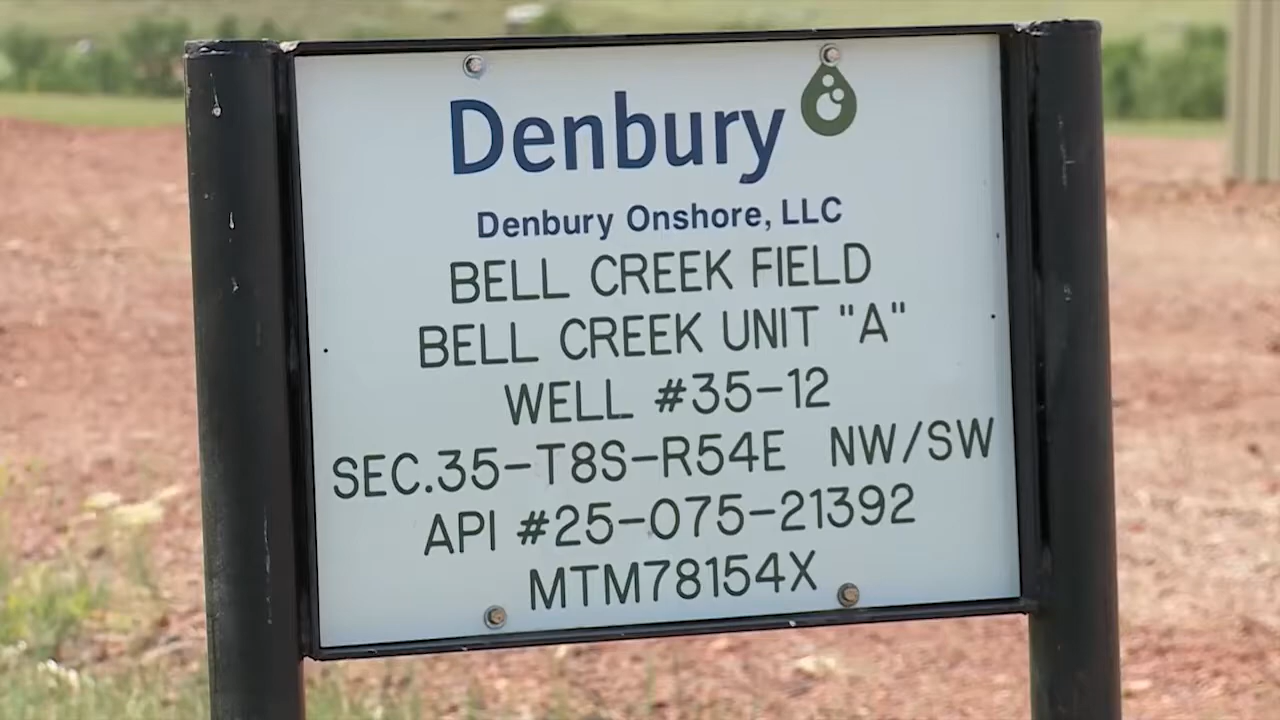 Denbury
Denbury Onshore, LLC
BELL CREEK FIELD
BELL CREEK UNIT "A"
WELL #35-12
SEC.35-T8S-R54E NW/SW
API #25-075-21392
MTM78154X